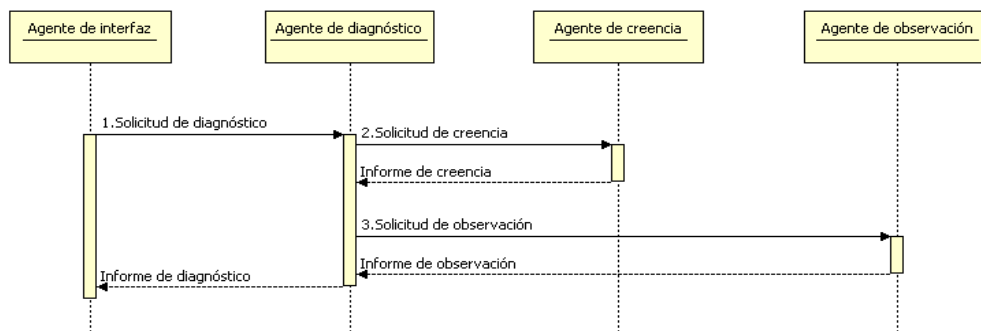 Agente de interfaz
Agente de diagnóstico
Agente de creencia
Agente de observación
1.Solicitud de diagnóstico
2.Solicitud de creencia
Informe de creencia
3.Solicitud de observación
Informe de observación
Informe de diagnóstico